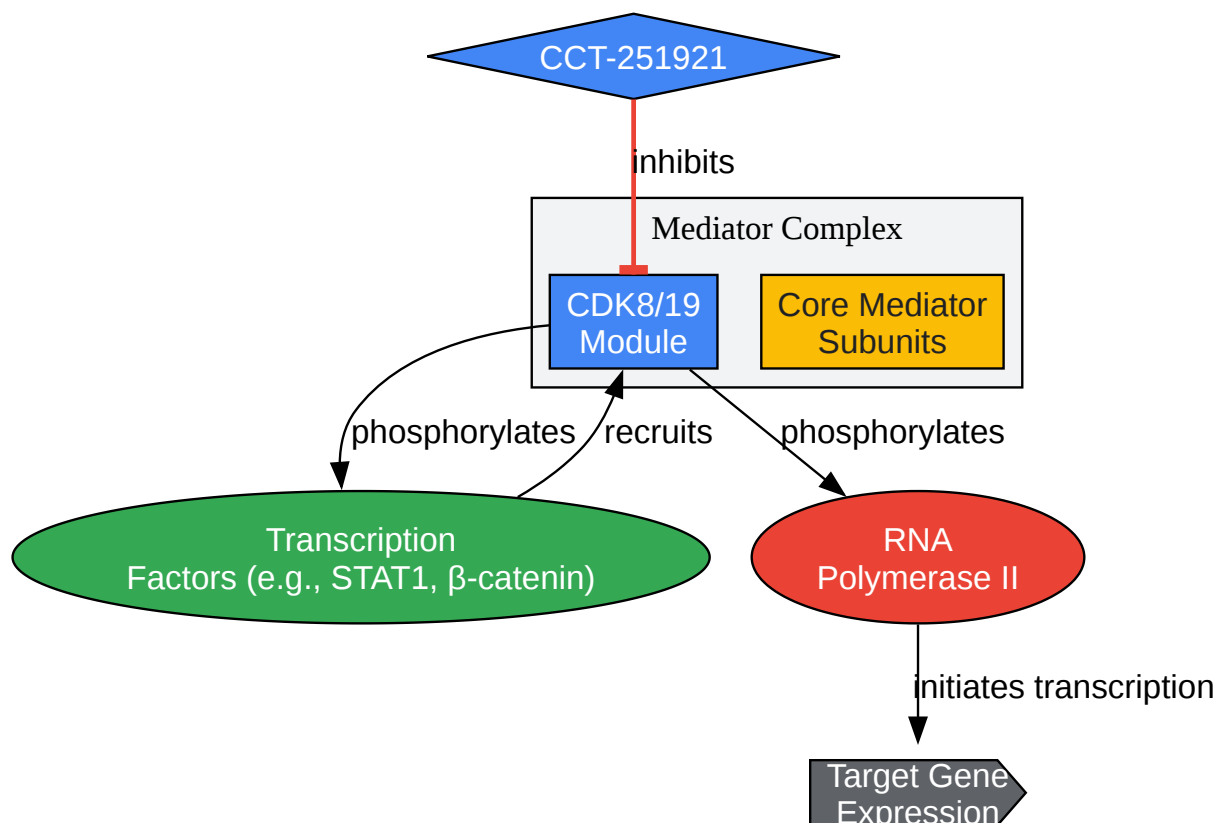 CCT-251921
inhibits
Mediator Complex
CDK8/19
Module
Core Mediator
Subunits
phosphorylates
recruits
phosphorylates
Transcription
Factors (e.g., STAT1, β-catenin)
RNA
Polymerase II
initiates transcription
Target Gene
Expression